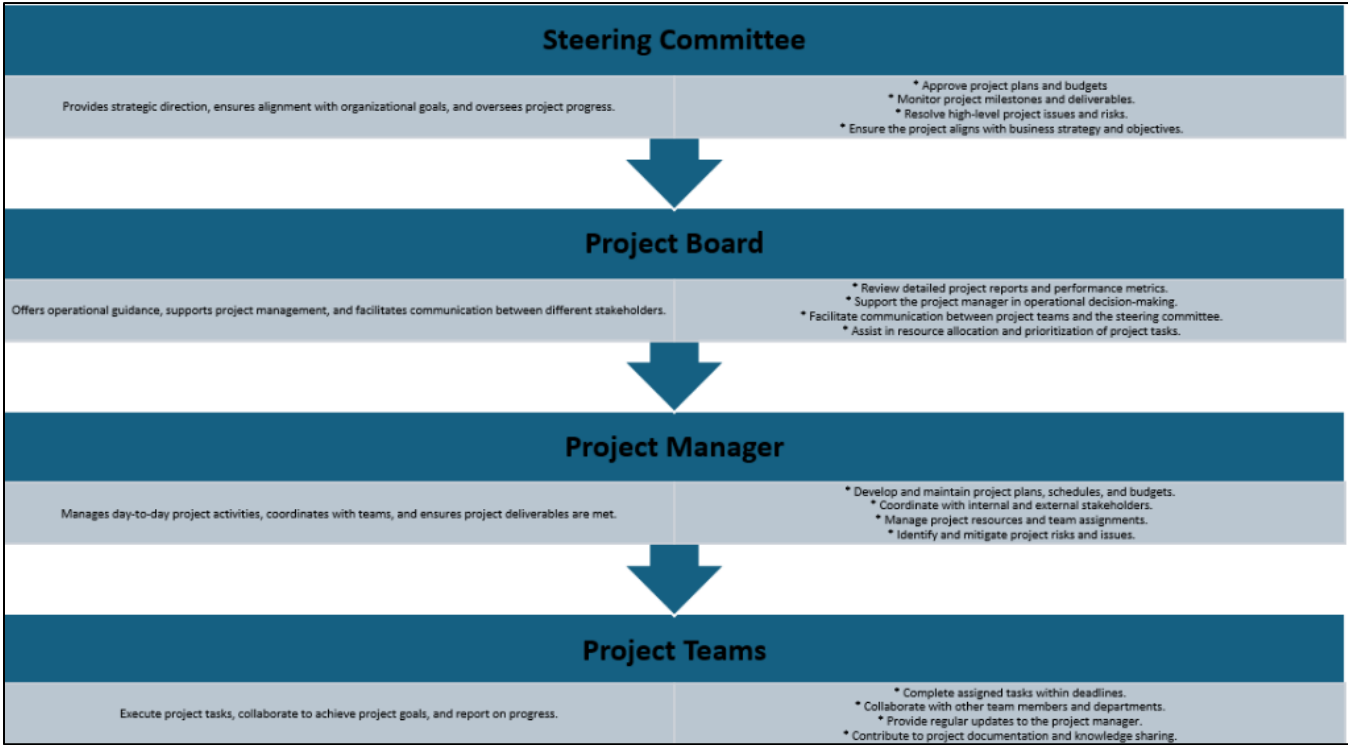 Steering Committee
Provides strategic direction, ensures alignment with organizational goals, and oversees project progress.
* Approve project plans and budgets
* Monitor project milestones and deliverables.
* Resolve high-level project issues and risks.
* Ensure the project aligns with business strategy and objectives.
Project Board
Offers operational guidance, supports project management, and facilitates communication between different stakeholders.
* Review detailed project reports and performance metrics.
* Support the project manager in operational decision-making.
* Facilitate communication between project teams and the steering committee.
* Assist in resource allocation and prioritization of project tasks.
Project Manager
Manages day-to-day project activities, coordinates with teams, and ensures project deliverables are met.
* Develop and maintain project plans, schedules, and budgets.
* Coordinate with internal and external stakeholders.
* Manage project resources and team assignments.
* Identify and mitigate project risks and issues.
Project Teams
Execute project tasks, collaborate to achieve project goals, and report on progress.
* Complete assigned tasks within deadlines.
* Collaborate with other team members and departments.
* Provide regular updates to the project manager.
* Contribute to project documentation and knowledge sharing.